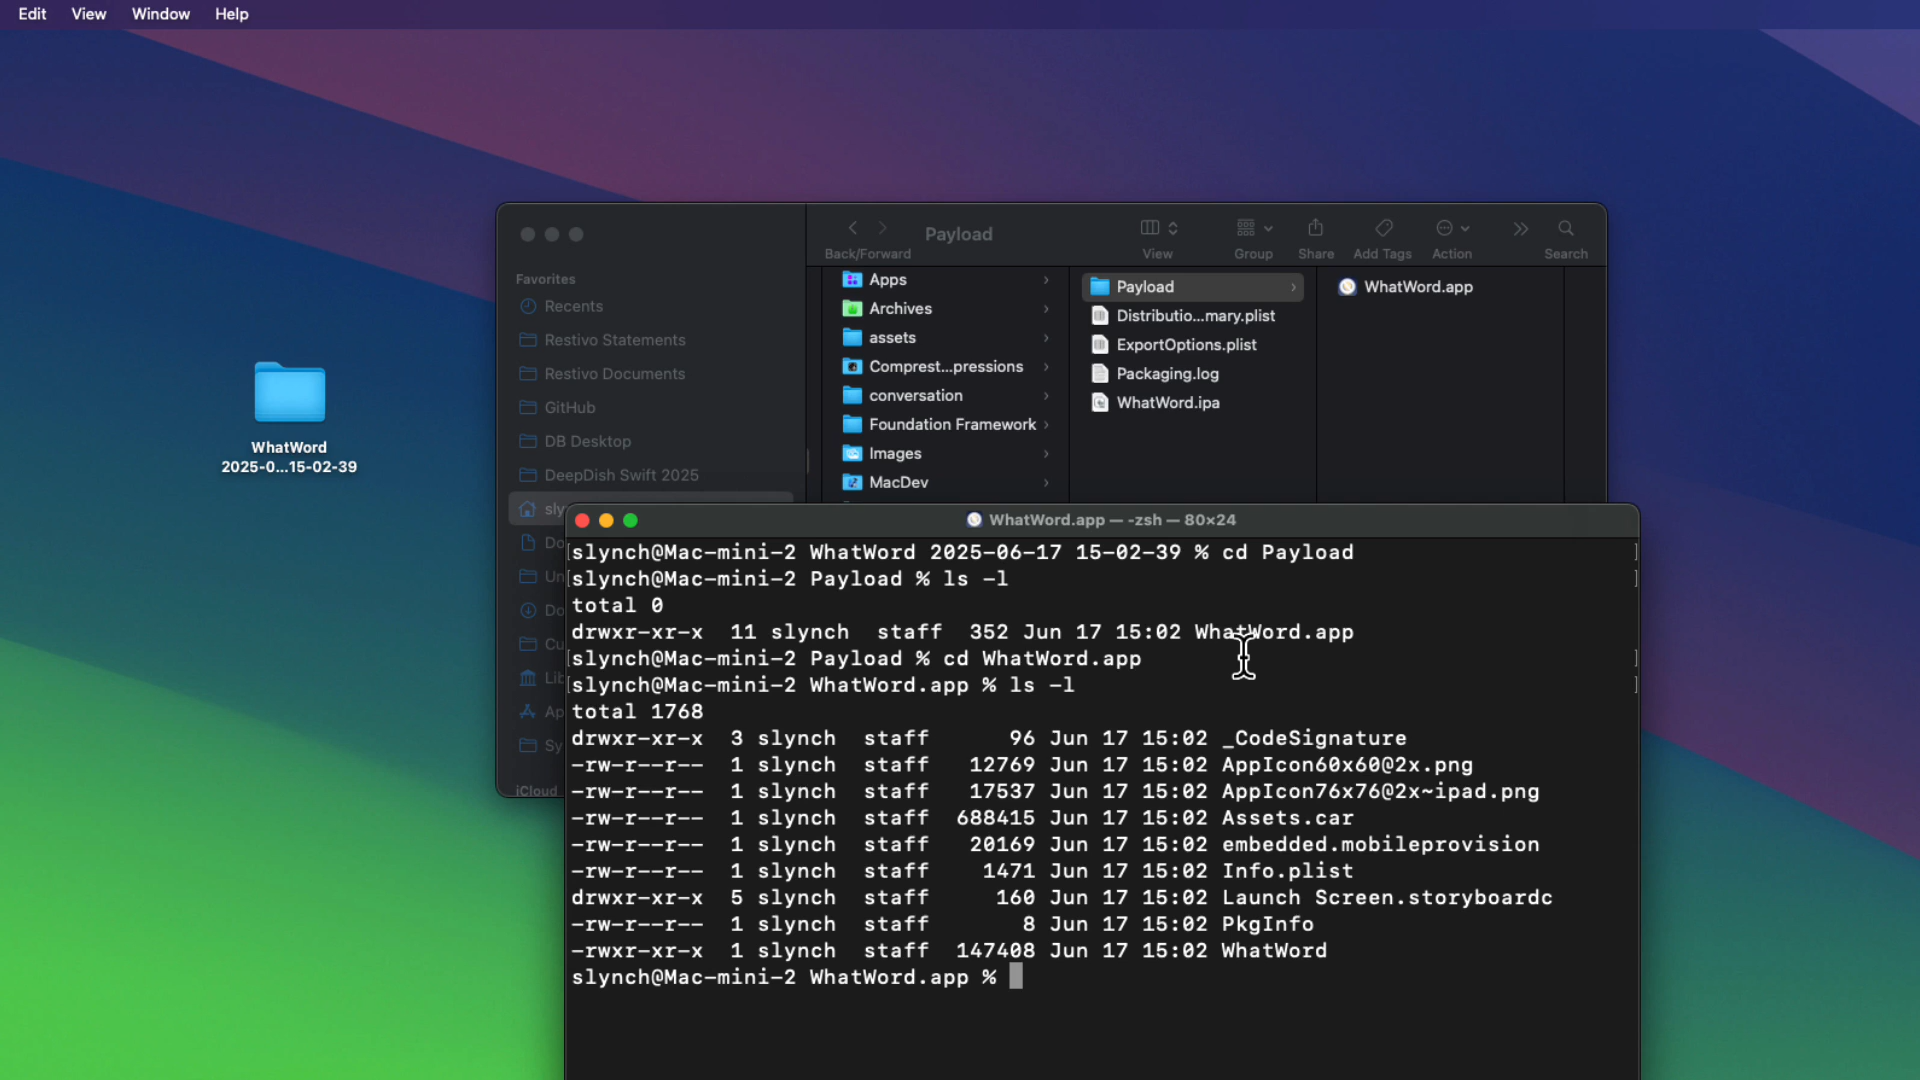 Edit View Window Help
WhatWord
2025-0...15-02-39
Payload
Back/Forward View Group Share Add Tags Action Search
Favorites
Recents
Restivo Statements
Restivo Documents
GitHub
DB Desktop
DeepDish Swift 2025
sly
Do
Un
Do
Cu
Lib
Ap
Sy
iCloud
Apps
Archives
assets
Comprest...pressions
conversation
Foundation Framework
Images
MacDev
Payload
Distributio...mary.plist
ExportOptions.plist
Packaging.log
WhatWord.ipa
WhatWord.app
WhatWord.app — -zsh — 80×24
[slynch@Mac-mini-2 WhatWord 2025-06-17 15-02-39 % cd Payload ]
[slynch@Mac-mini-2 Payload % ls -l ]
total 0
drwxr-xr-x 11 slynch staff 352 Jun 17 15:02 WhatWord.app
[slynch@Mac-mini-2 Payload % cd WhatWord.app ]
[slynch@Mac-mini-2 WhatWord.app % ls -l ]
total 1768
drwxr-xr-x 3 slynch staff 96 Jun 17 15:02 _CodeSignature
-rw-r--r-- 1 slynch staff 12769 Jun 17 15:02 AppIcon60x60@2x.png
-rw-r--r-- 1 slynch staff 17537 Jun 17 15:02 AppIcon76x76@2x~ipad.png
-rw-r--r-- 1 slynch staff 688415 Jun 17 15:02 Assets.car
-rw-r--r-- 1 slynch staff 20169 Jun 17 15:02 embedded.mobileprovision
-rw-r--r-- 1 slynch staff 1471 Jun 17 15:02 Info.plist
drwxr-xr-x 5 slynch staff 160 Jun 17 15:02 Launch Screen.storyboardc
-rw-r--r-- 1 slynch staff 8 Jun 17 15:02 PkgInfo
-rwxr-xr-x 1 slynch staff 147408 Jun 17 15:02 WhatWord
slynch@Mac-mini-2 WhatWord.app %